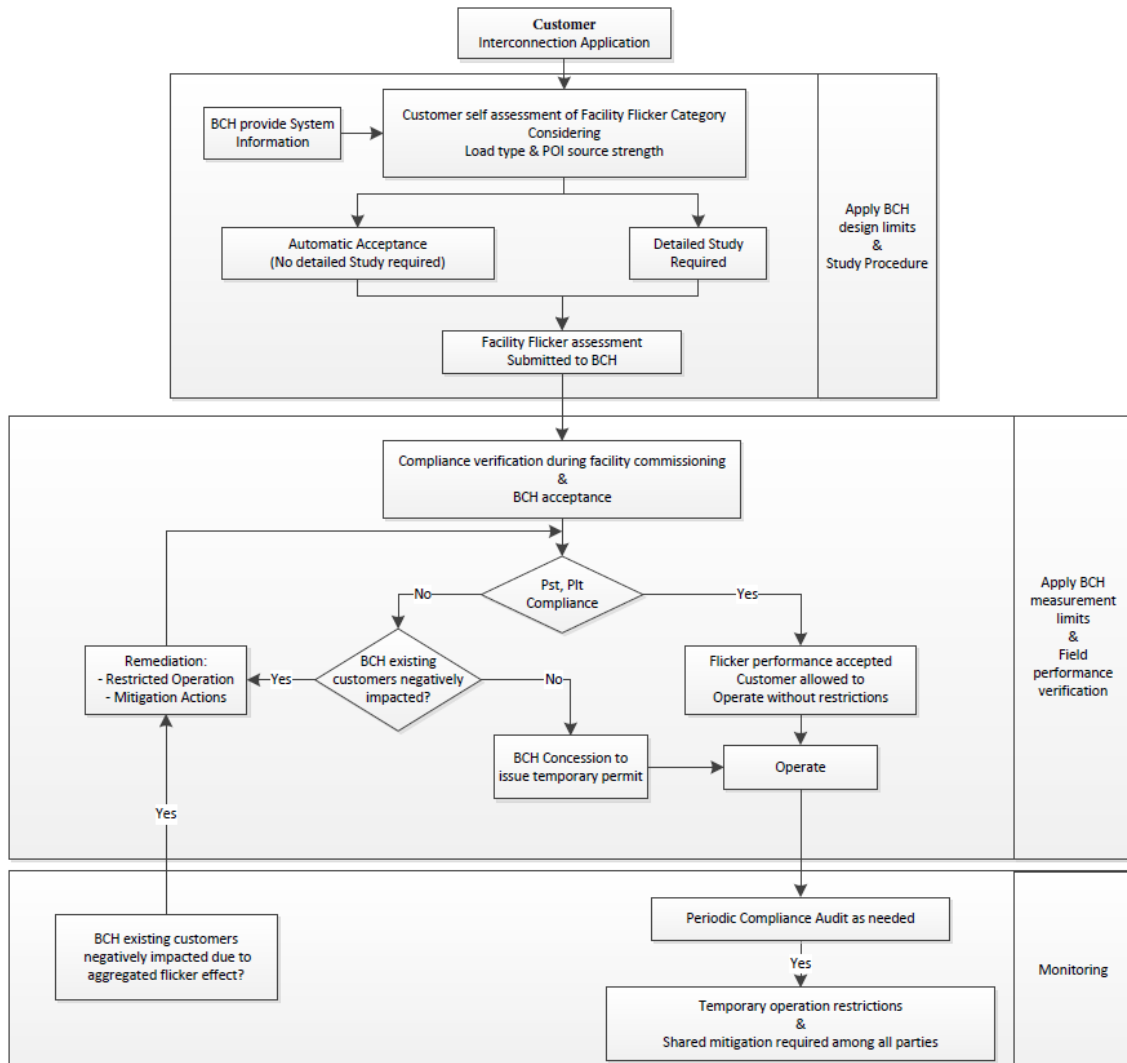 Customer
Interconnection Application
BCH provide System
Information
Customer self assessment of Facility Flicker Category
Considering
Load type & POI source strength
Automatic Acceptance
(No detailed Study required)
Detailed Study
Required
Facility Flicker assessment
Submitted to BCH
Apply BCH
design limits
&
Study Procedure
Compliance verification during facility commissioning
&
BCH acceptance
Pst, Plt
Compliance
No
Yes
Remediation:
- Restricted Operation
- Mitigation Actions
Yes
BCH existing
customers negatively
impacted?
No
Flicker performance accepted
Customer allowed to
Operate without restrictions
BCH Concession to
issue temporary permit
Operate
Yes
Apply BCH
measurement
limits
&
Field
performance
verification
BCH existing customers
negatively impacted due to
aggregated flicker effect?
Periodic Compliance Audit as needed
Yes
Temporary operation restrictions
&
Shared mitigation required among all parties
Monitoring